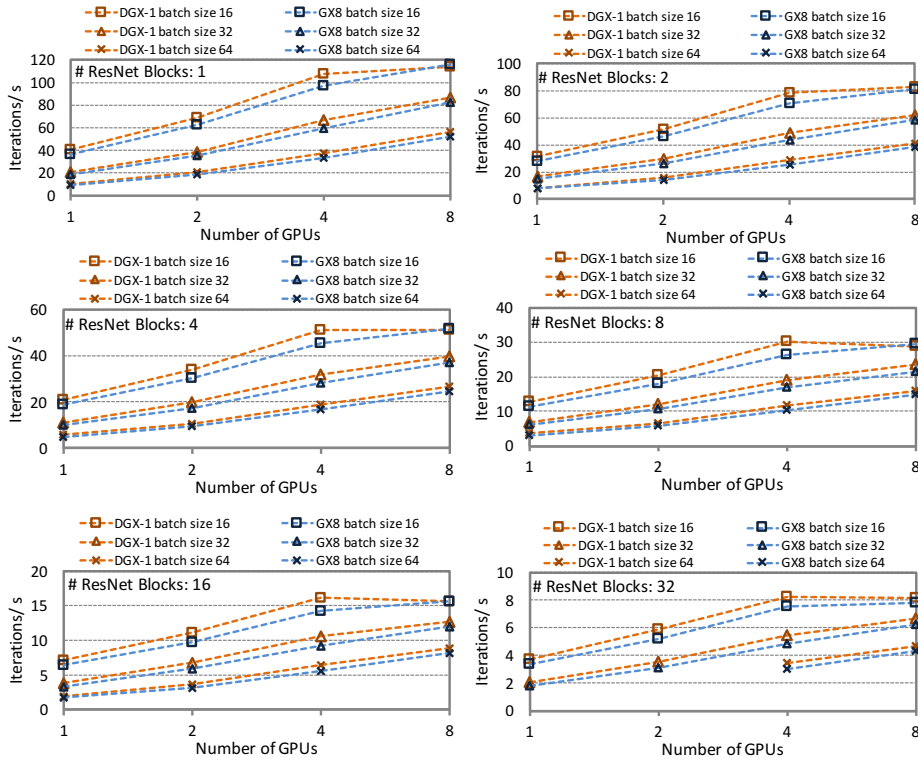 DGX-1 batch size 16 GX8 batch size 16
DGX-1 batch size 32 GX8 batch size 32
DGX-1 batch size 64 GX8 batch size 64
# ResNet Blocks: 1
Iterations/ s
120
100
80
60
40
20
0
1 2 4 8
Number of GPUs
DGX-1 batch size 16 GX8 batch size 16
DGX-1 batch size 32 GX8 batch size 32
DGX-1 batch size 64 GX8 batch size 64
# ResNet Blocks: 2
Iterations/ s
100
80
60
40
20
0
1 2 4 8
Number of GPUs
DGX-1 batch size 16 GX8 batch size 16
DGX-1 batch size 32 GX8 batch size 32
DGX-1 batch size 64 GX8 batch size 64
# ResNet Blocks: 4
Iterations/ s
60
40
20
0
1 2 4 8
Number of GPUs
DGX-1 batch size 16 GX8 batch size 16
DGX-1 batch size 32 GX8 batch size 32
DGX-1 batch size 64 GX8 batch size 64
# ResNet Blocks: 8
Iterations/ s
40
30
20
10
0
1 2 4 8
Number of GPUs
DGX-1 batch size 16 GX8 batch size 16
DGX-1 batch size 32 GX8 batch size 32
DGX-1 batch size 64 GX8 batch size 64
# ResNet Blocks: 16
Iterations/ s
20
15
10
5
0
1 2 4 8
Number of GPUs
DGX-1 batch size 16 GX8 batch size 16
DGX-1 batch size 32 GX8 batch size 32
DGX-1 batch size 64 GX8 batch size 64
# ResNet Blocks: 32
Iterations/ s
10
8
6
4
2
0
1 2 4 8
Number of GPUs